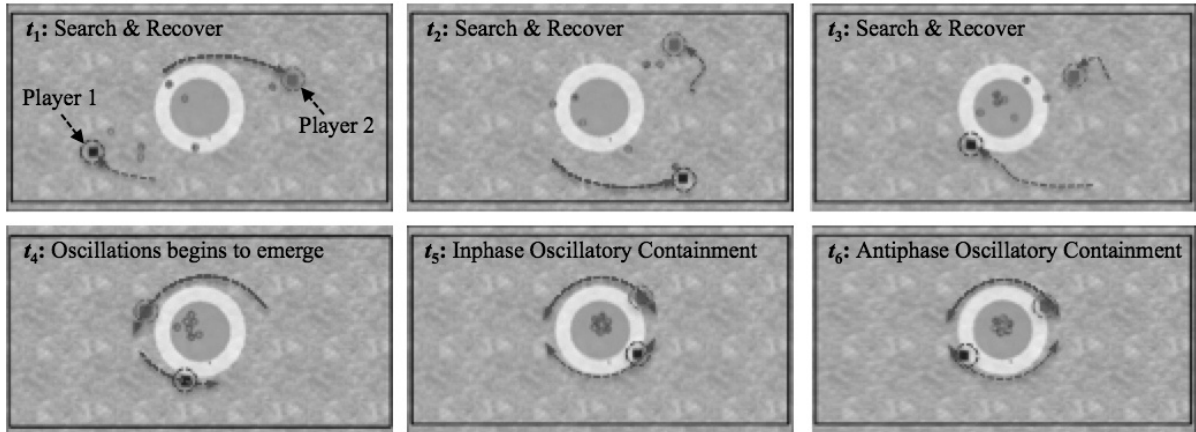 t₁: Search & Recover
Player 1
Player 2
t₂: Search & Recover
t₃: Search & Recover
t₄: Oscillations begins to emerge
t₅: Inphase Oscillatory Containment
t₆: Antiphase Oscillatory Containment